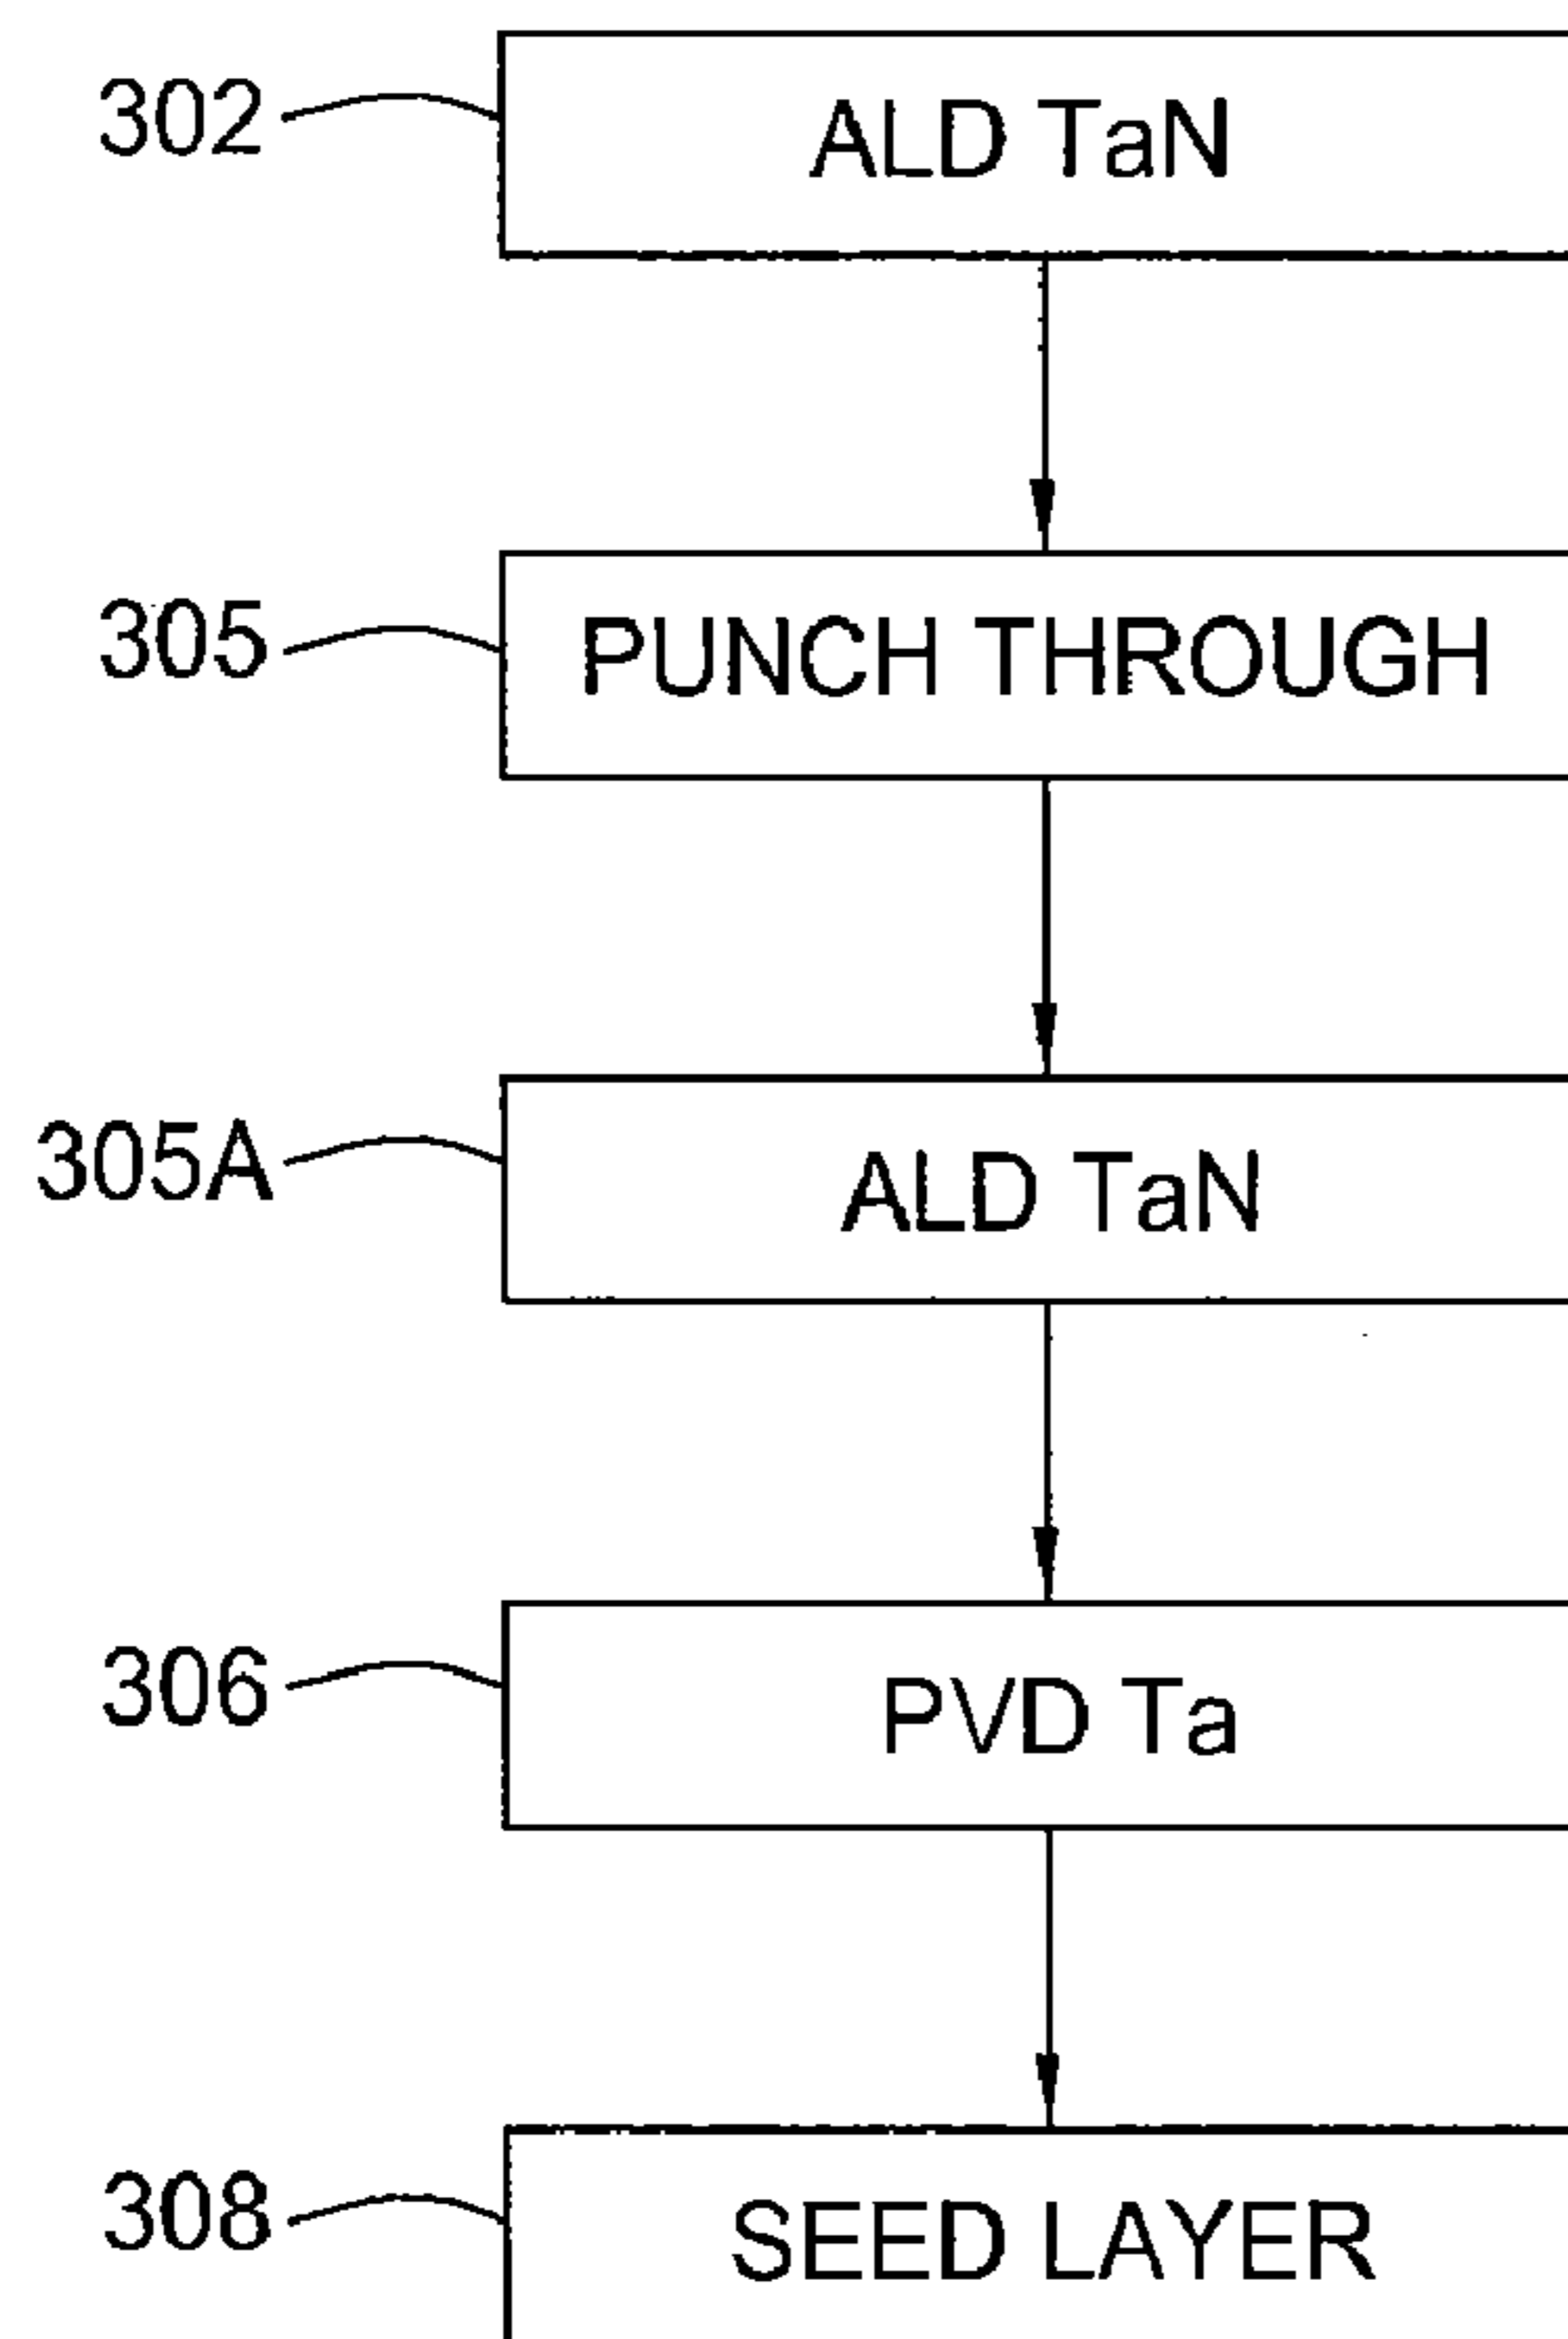 302 ALD TaN
305 PUNCH THROUGH
305A ALD TaN
306 PVD Ta
308 SEED LAYER